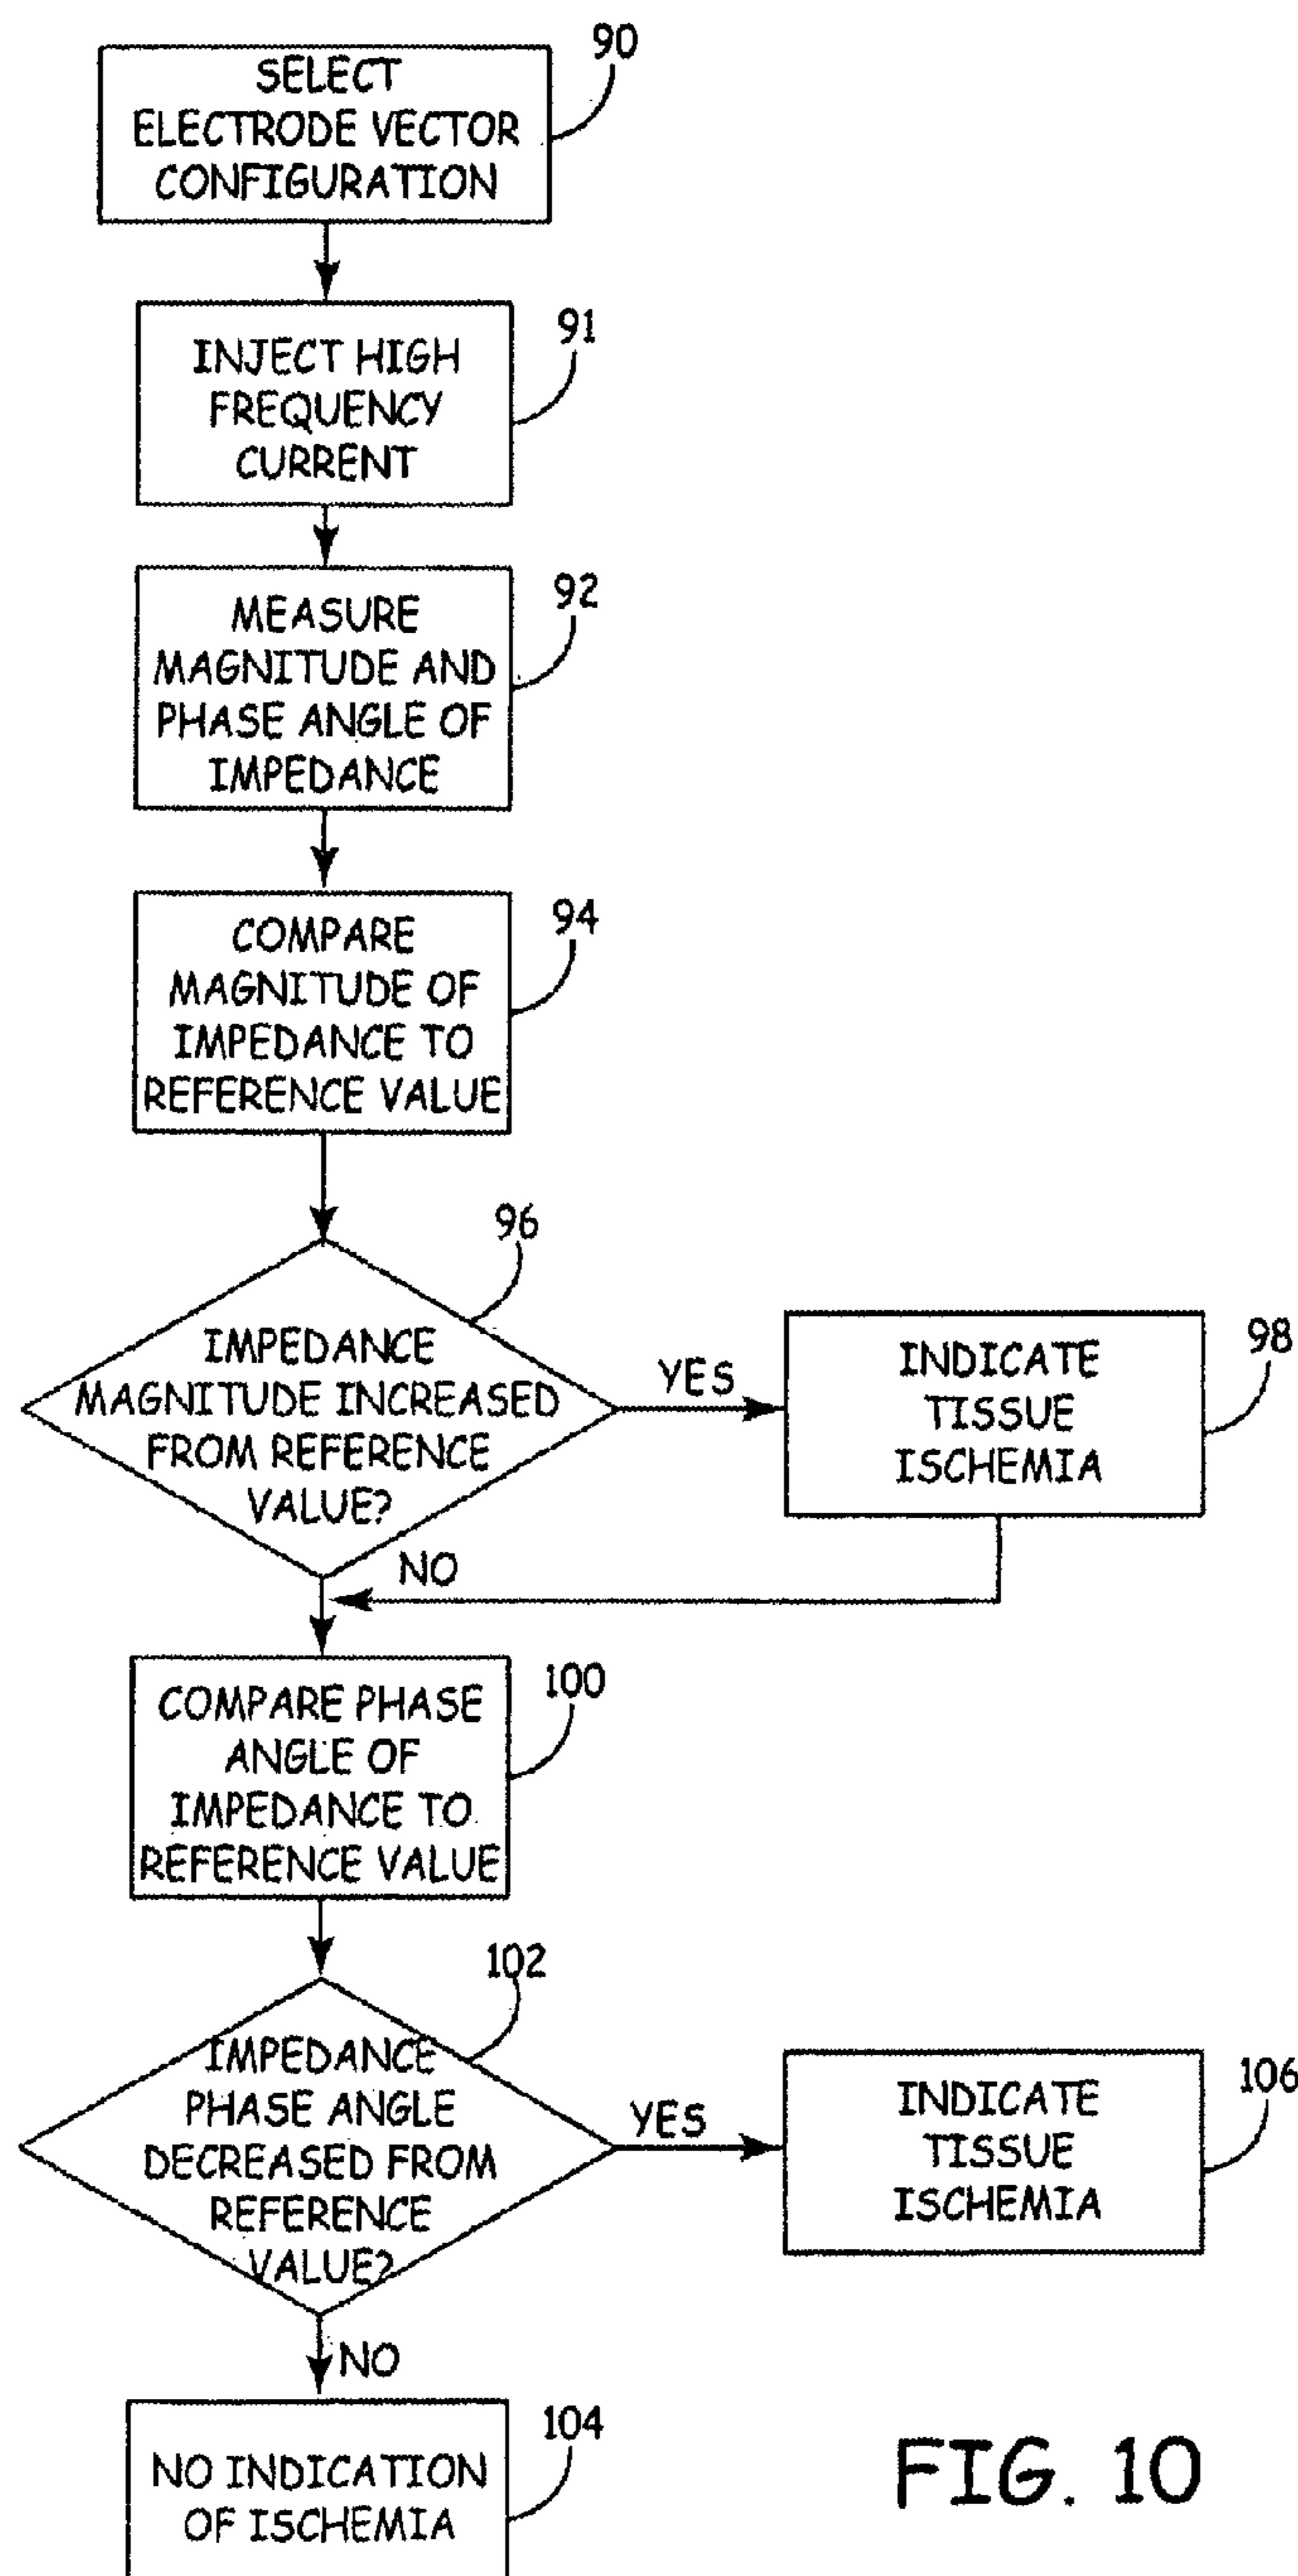 90
SELECT
ELECTRODE VECTOR
CONFIGURATION
91
INJECT HIGH
FREQUENCY
CURRENT
92
MEASURE
MAGNITUDE AND
PHASE ANGLE OF
IMPEDANCE
94
COMPARE
MAGNITUDE OF
IMPEDANCE TO
REFERENCE VALUE
96
IMPEDANCE
MAGNITUDE INCREASED
FROM REFERENCE
VALUE?
YES
98
INDICATE
TISSUE
ISCHEMIA
NO
100
COMPARE PHASE
ANGLE OF
IMPEDANCE TO
REFERENCE VALUE
102
IMPEDANCE
PHASE ANGLE
DECREASED FROM
REFERENCE
VALUE?
YES
106
INDICATE
TISSUE
ISCHEMIA
NO
104
NO INDICATION
OF ISCHEMIA
FIG. 10